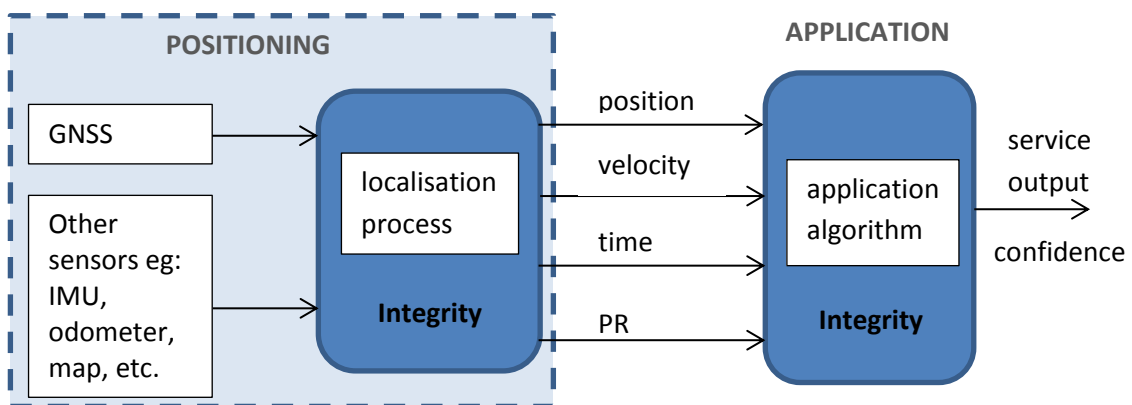 POSITIONING
GNSS
Other
sensors eg:
IMU,
odometer,
map, etc.
localisation
process
Integrity
position
velocity
time
PR
APPLICATION
application
algorithm
Integrity
service
output
confidence